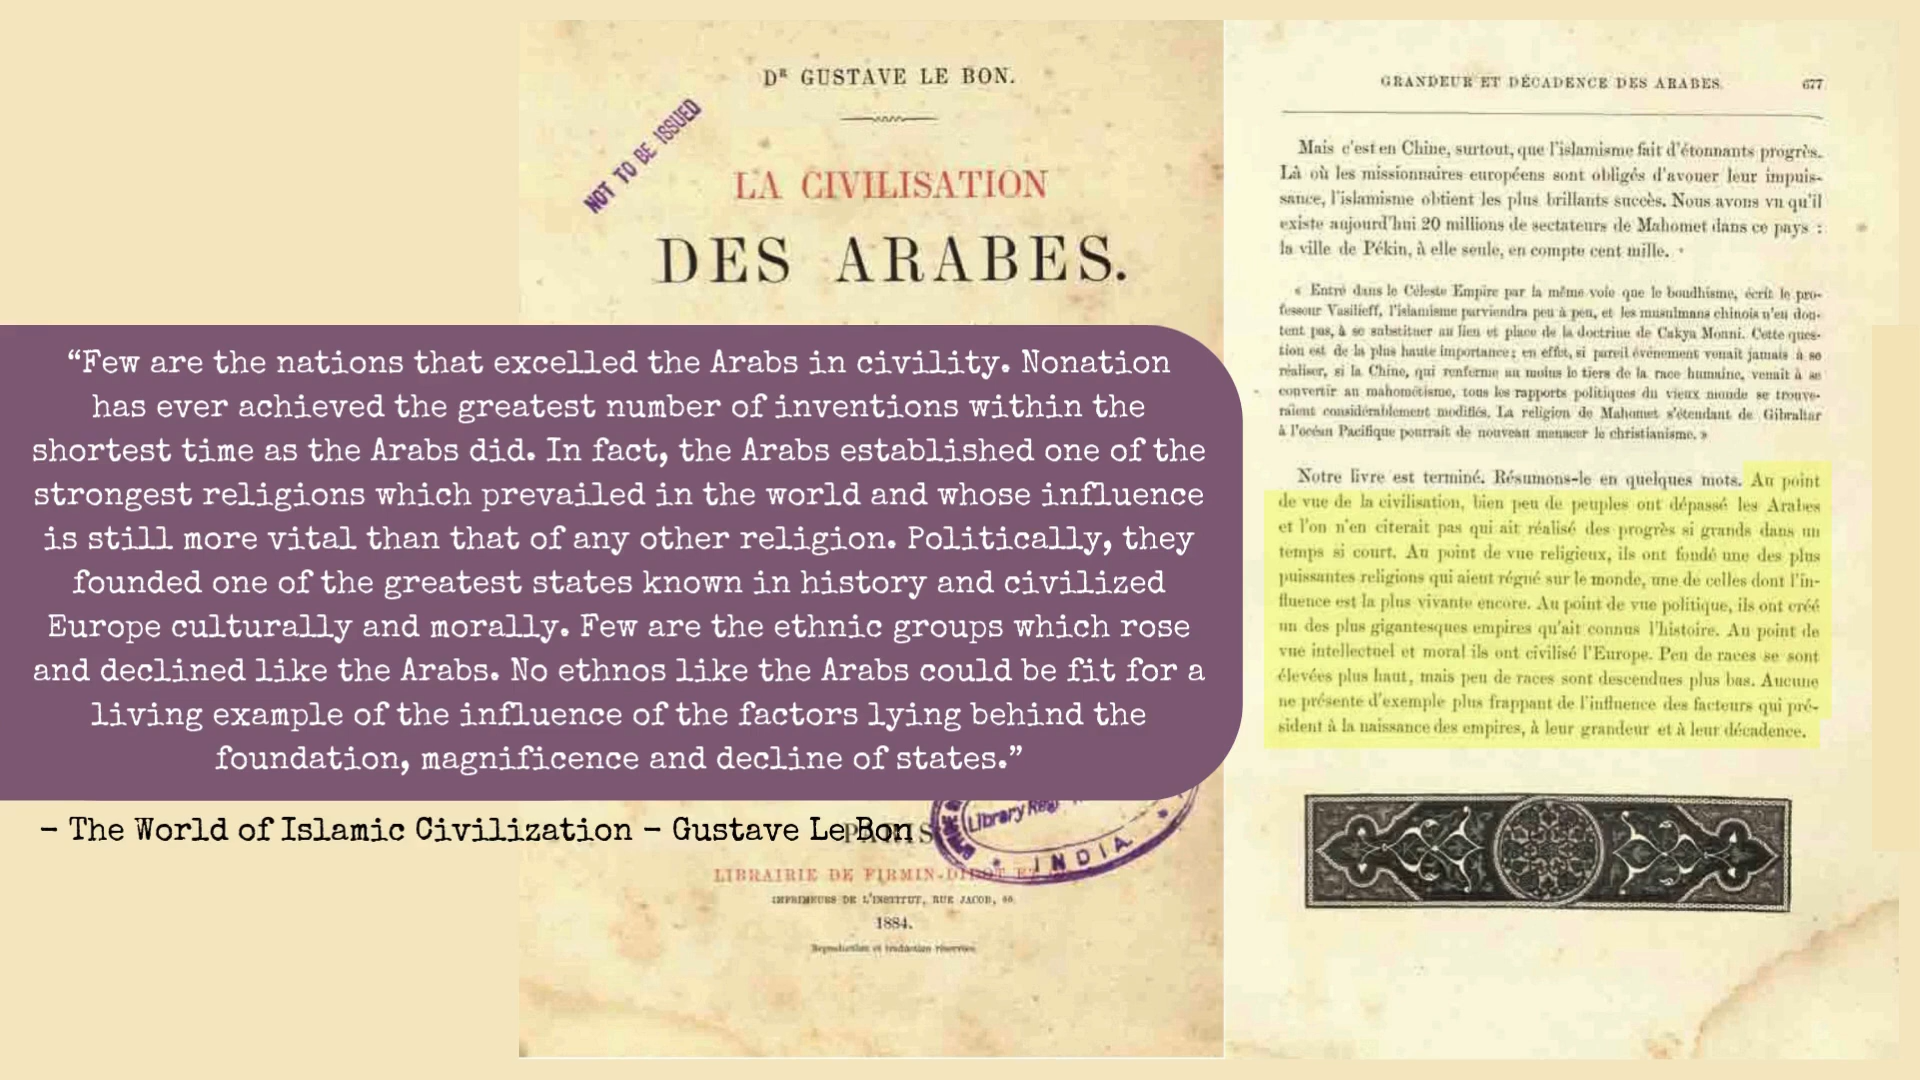 Dᴿ GUSTAVE LE BON.
NOT TO BE ISSUED
LA CIVILISATION
DES ARABES.
“Few are the nations that excelled the Arabs in civility. Nonation
has ever achieved the greatest number of inventions within the
shortest time as the Arabs did. In fact, the Arabs established one of the
strongest religions which prevailed in the world and whose influence
is still more vital than that of any other religion. Politically, they
founded one of the greatest states known in history and civilized
Europe culturally and morally. Few are the ethnic groups which rose
and declined like the Arabs. No ethnos like the Arabs could be fit for a
living example of the influence of the factors lying behind the
foundation, magnificence and decline of states.”
- The World of Islamic Civilization - Gustave Le Bon
PARIS
Library Reg
INDIA
LIBRAIRIE DE FIRMIN-DIDOT ET
IMPRIMEURS DE L'INSTITUT, RUE JACOB, 56
1884.
Reproduction et traduction réservées.
GRANDEUR ET DÉCADENCE DES ARABES. 677
Mais c'est en Chine, surtout, que l'islamisme fait d'étonnants progrès.
Là où les missionnaires européens sont obligés d'avouer leur impuis-
sance, l'islamisme obtient les plus brillants succès. Nous avons vu qu'il
existe aujourd'hui 20 millions de sectateurs de Mahomet dans ce pays :
la ville de Pékin, à elle seule, en compte cent mille.
« Entré dans le Céleste Empire par la même voie que le boudhisme, écrit le pro-
fesseur Vasilieff, l'islamisme parviendra peu à peu, et les musulmans chinois n'en dou-
tent pas, à se substituer au lieu et place de la doctrine de Cakya Mouni. Cette ques-
tion est de la plus haute importance ; en effet, si pareil événement venait jamais à se
réaliser, si la Chine, qui renferme au moins le tiers de la race humaine, venait à se
convertir au mahométisme, tous les rapports politiques du vieux monde se trouve-
raient considérablement modifiés. La religion de Mahomet s'étendant de Gibraltar
à l'océan Pacifique pourrait de nouveau menacer le christianisme. »
Notre livre est terminé. Résumons-le en quelques mots. Au point
de vue de la civilisation, bien peu de peuples ont dépassé les Arabes
et l'on n'en citerait pas qui ait réalisé des progrès si grands dans un
temps si court. Au point de vue religieux, ils ont fondé une des plus
puissantes religions qui aient régné sur le monde, une de celles dont l'in-
fluence est la plus vivante encore. Au point de vue politique, ils ont créé
un des plus gigantesques empires qu'ait connus l'histoire. Au point de
vue intellectuel et moral ils ont civilisé l'Europe. Peu de races se sont
élevées plus haut, mais peu de races sont descendues plus bas. Aucune
ne présente d'exemple plus frappant de l'influence des facteurs qui pré-
sident à la naissance des empires, à leur grandeur et à leur décadence.